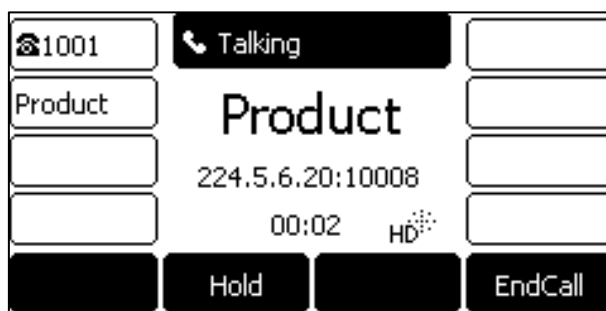 ☎1001
Talking
Product
Product
224.5.6.20:10008
00:02 HD
Hold EndCall